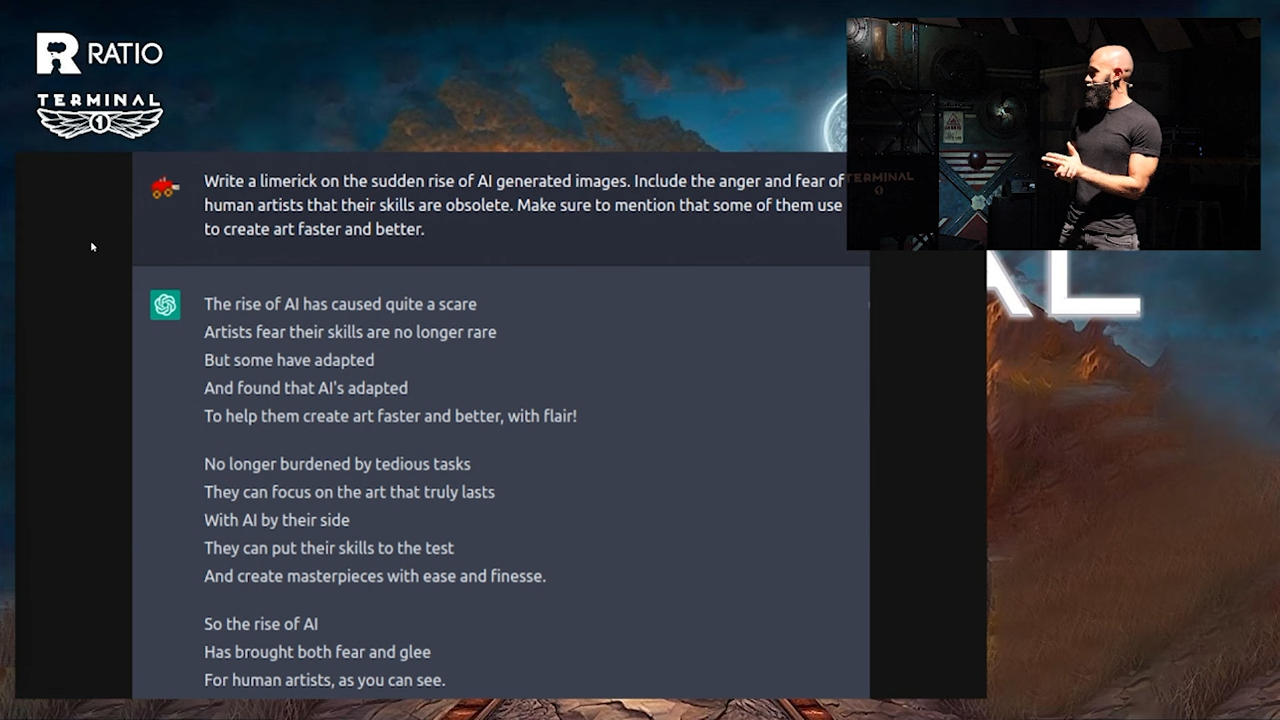 RATIO
TERMINAL
1
Write a limerick on the sudden rise of AI generated images. Include the anger and fear of
human artists that their skills are obsolete. Make sure to mention that some of them use
to create art faster and better.
TERMINAL
1
The rise of AI has caused quite a scare
Artists fear their skills are no longer rare
But some have adapted
And found that AI's adapted
To help them create art faster and better, with flair!
No longer burdened by tedious tasks
They can focus on the art that truly lasts
With AI by their side
They can put their skills to the test
And create masterpieces with ease and finesse.
So the rise of AI
Has brought both fear and glee
For human artists, as you can see.